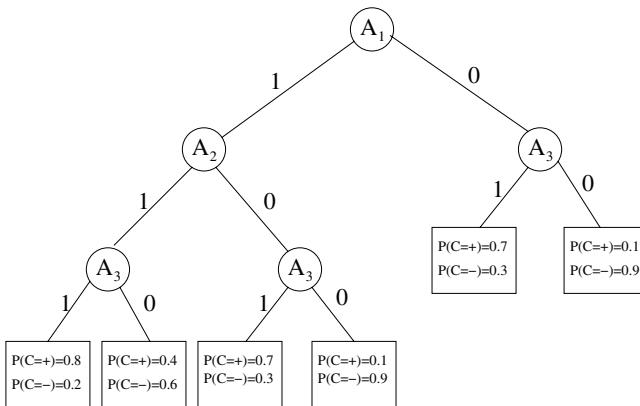 A1
1 0
A2 A3
1 0 1 0
P(C=+)=0.7 P(C=+)=0.1
P(C=−)=0.3 P(C=−)=0.9
A3 A3
1 0 1 0
P(C=+)=0.8 P(C=+)=0.4 P(C=+)=0.7 P(C=+)=0.1
P(C=−)=0.2 P(C=−)=0.6 P(C=−)=0.3 P(C=−)=0.9